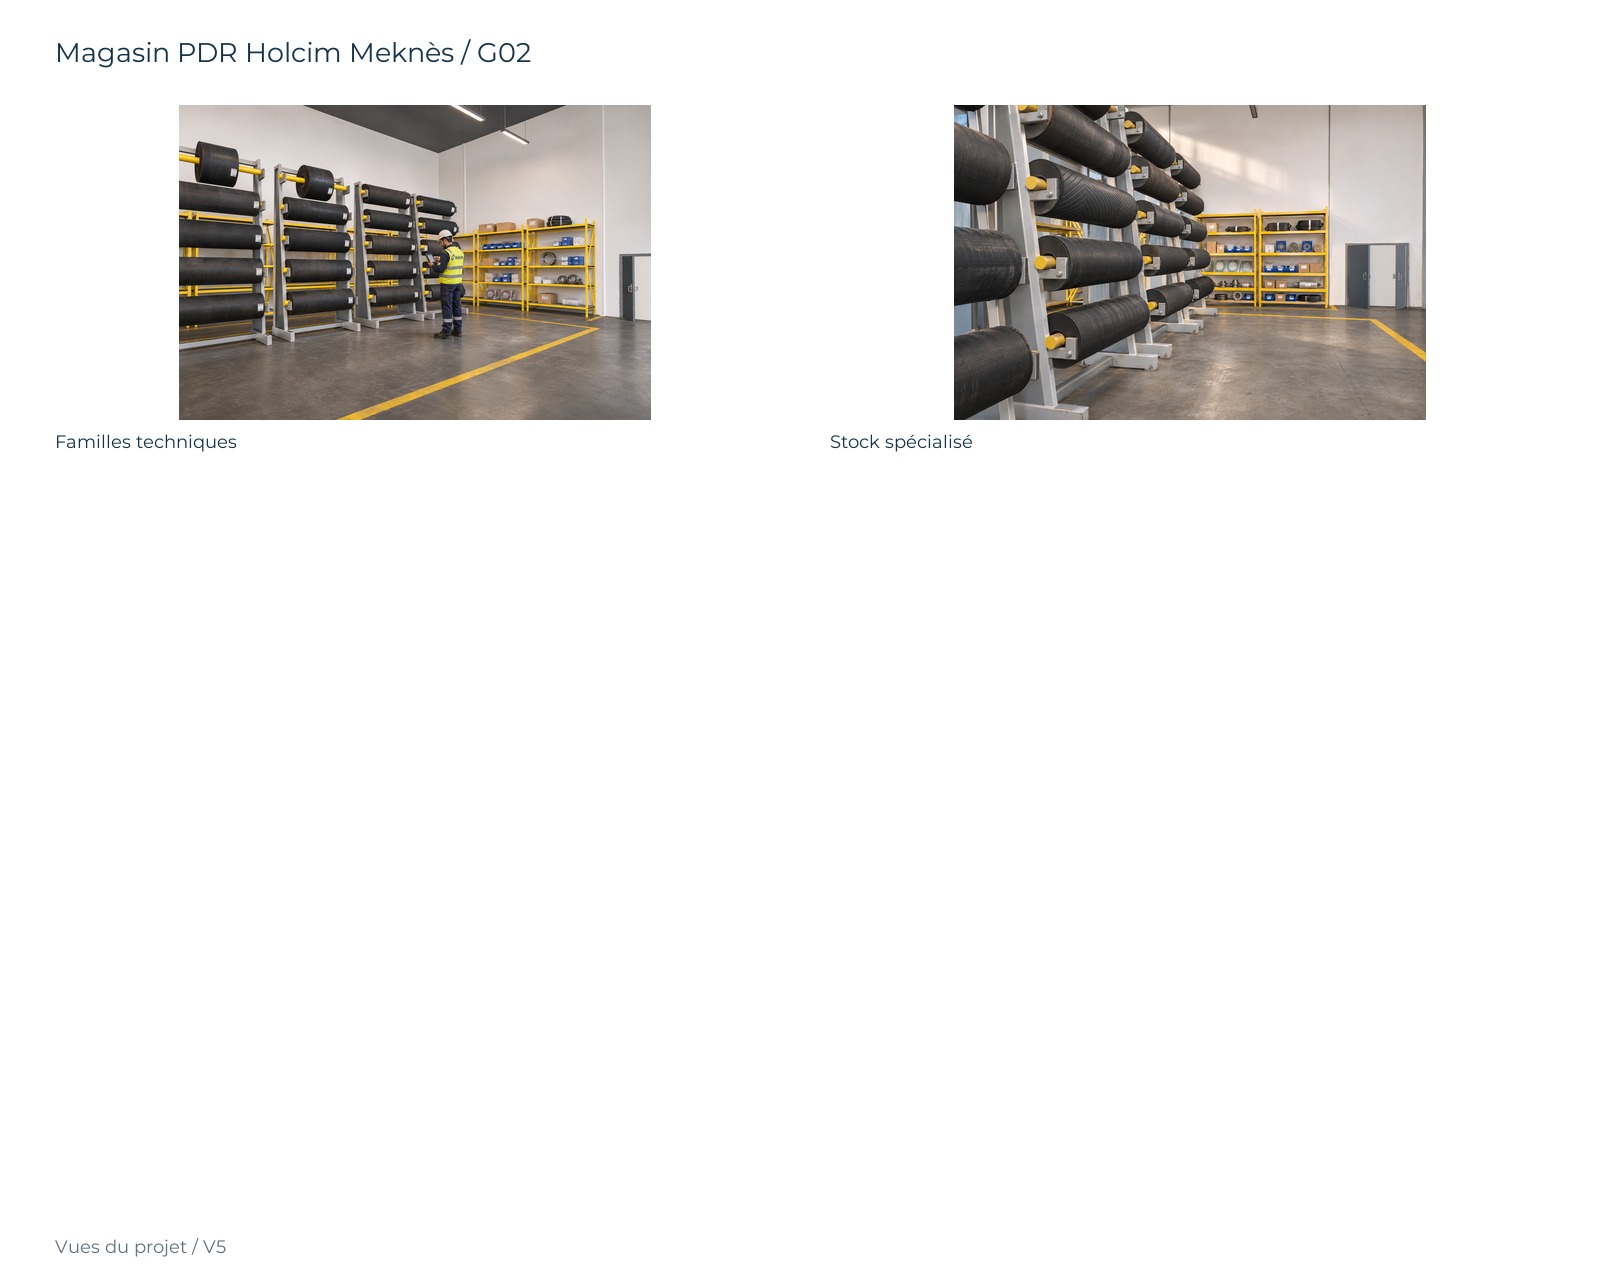 Magasin PDR Holcim Meknès / G02
Familles techniques
Stock spécialisé
Vues du projet / V5